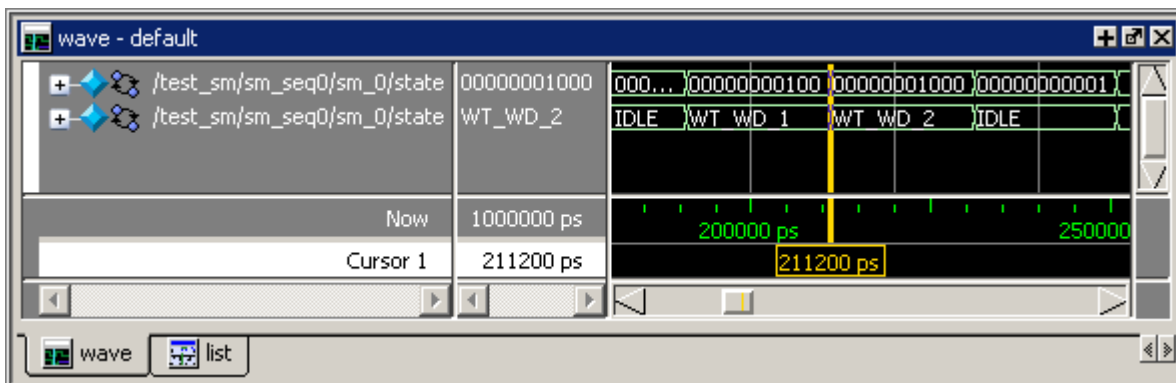 wave - default
/test_sm/sm_seq0/sm_0/state 00000001000 000... 00000000100 00000001000 00000000001
/test_sm/sm_seq0/sm_0/state WT_WD_2 IDLE WT_WD_1 WT_WD_2 IDLE
Now 1000000 ps 200000 ps 250000
Cursor 1 211200 ps 211200 ps
wave list